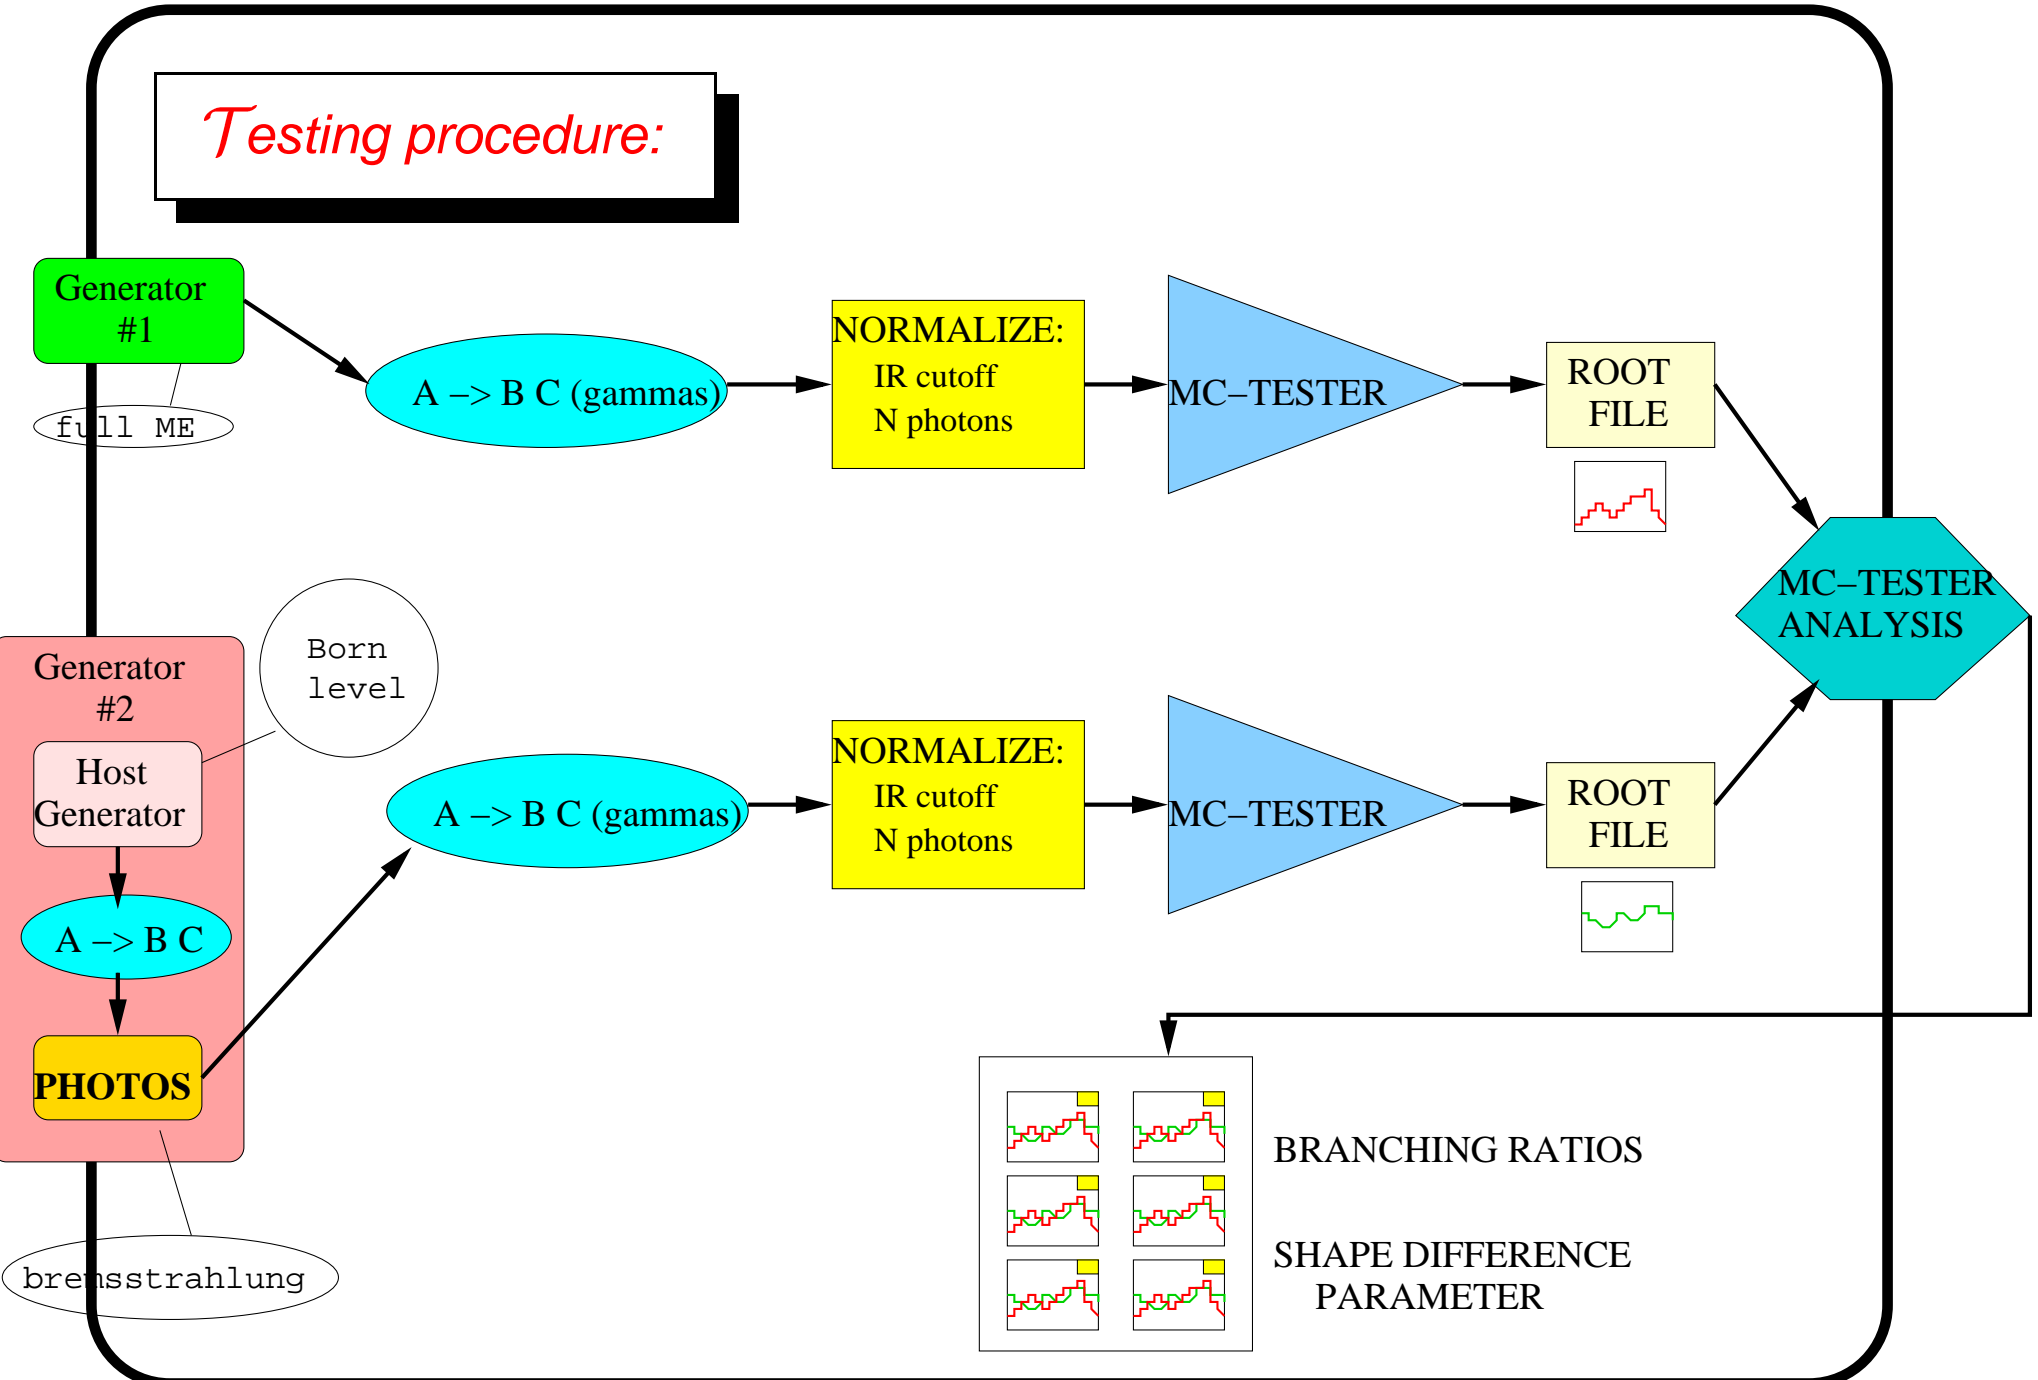 Testing procedure:
Generator
#1
full ME
A –> B C (gammas)
NORMALIZE:
IR cutoff
N photons
MC–TESTER
ROOT
FILE
MC–TESTER
ANALYSIS
Generator
#2
Born
level
Host
Generator
A –> B C
PHOTOS
bremsstrahlung
A –> B C (gammas)
NORMALIZE:
IR cutoff
N photons
MC–TESTER
ROOT
FILE
BRANCHING RATIOS
SHAPE DIFFERENCE
PARAMETER